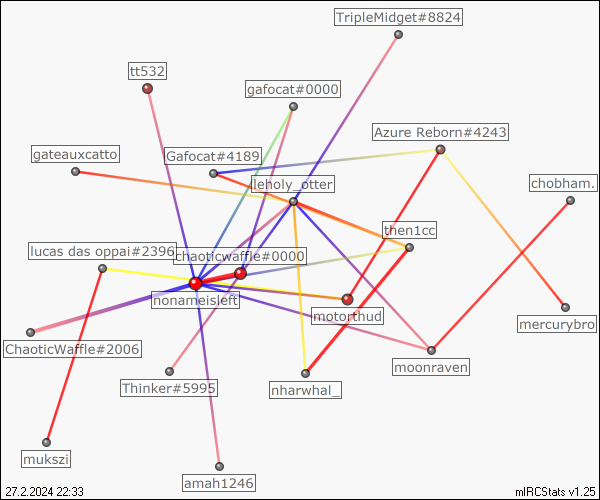 TripleMidget#8824
tt532
gafocat#0000
Azure Reborn#4243
gateauxcatto
Gafocat#4189
leholy_otter
chobham.
then1cc
lucas das oppai#2396
chaoticwaffle#0000
nonameisleft
motorthud
mercurybro
ChaoticWaffle#2006
moonraven
Thinker#5995
nharwhal_
mukszi
amah1246
27.2.2024 22:33
mIRCStats v1.25